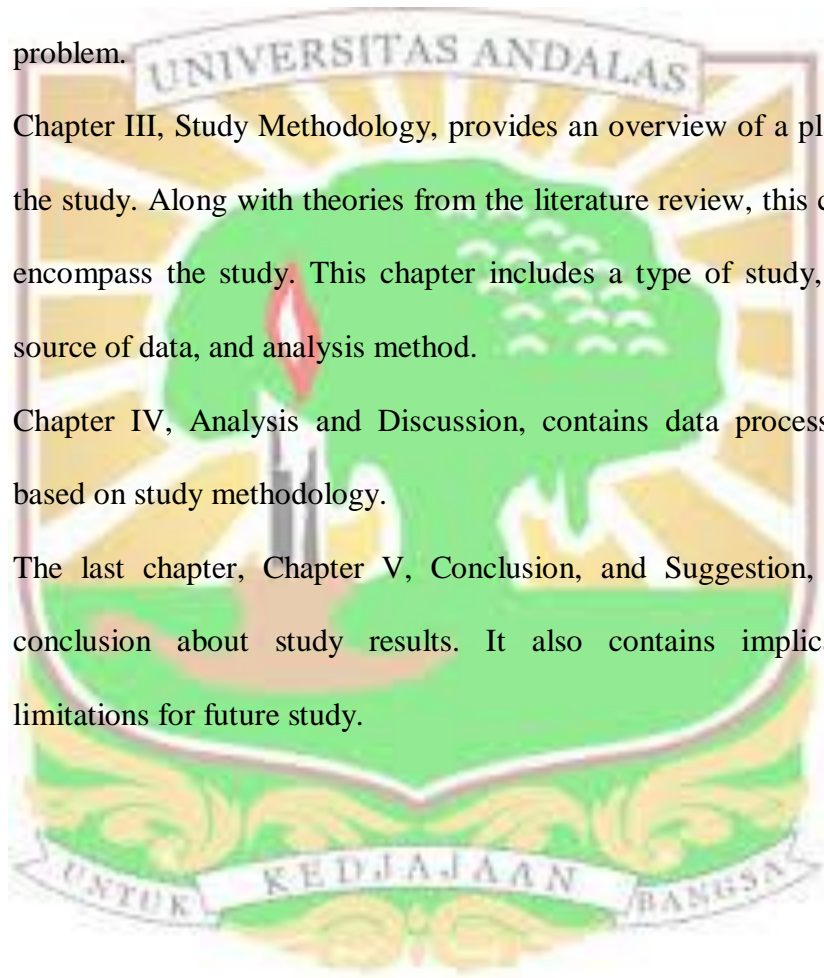 problem.
UNIVERSITAS ANDALAS
Chapter III, Study Methodology, provides an overview of a
the study. Along with theories from the literature review, this
encompass the study. This chapter includes a type of study,
source of data, and analysis method.
Chapter IV, Analysis and Discussion, contains data
based on study methodology.
The last chapter, Chapter V, Conclusion, and Suggestion,
conclusion about study results. It also contains
limitations for future study.
UNTUK KEDJAJAAN BANGSA